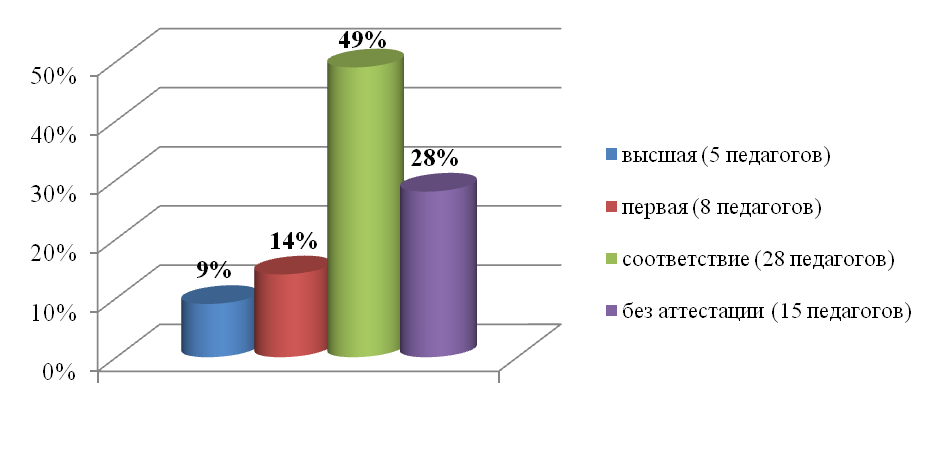 49%
50%
40%
28%
высшая (5 педагогов)
30%
первая (8 педагогов)
14%
20%
9%
соответствие (28 педагогов)
10%
без аттестации (15 педагогов)
0%